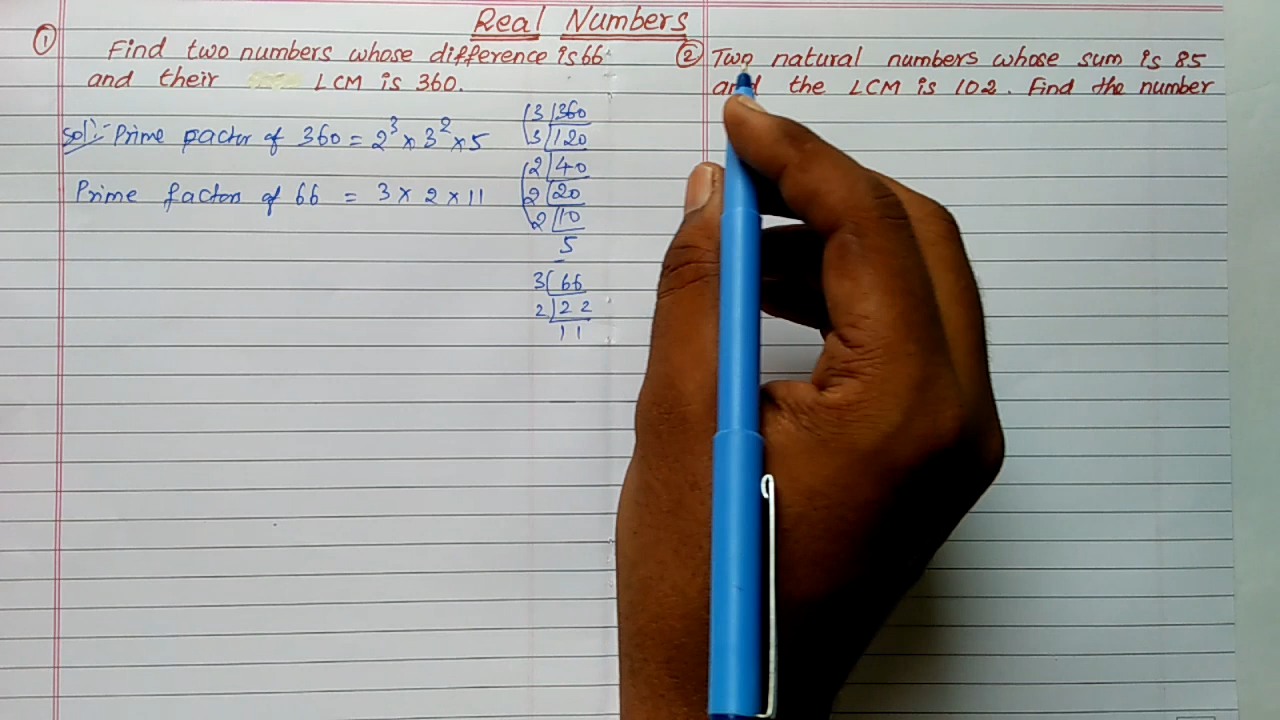 Real Numbers
① Find two numbers whose difference is 66
and their LCM is 360.
Sol:- Prime factor of 360 = 2³ × 3² × 5
Prime factors of 66 = 3 × 2 × 11
3 | 360
3 | 120
2 | 40
2 | 20
2 | 10
5
3 | 66
2 | 22
11
② Two natural numbers whose sum is 85
and the LCM is 102. Find the number